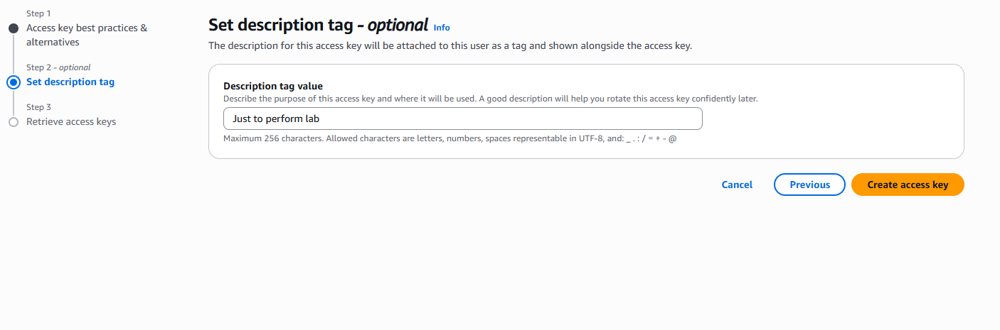 Step 1
Access key best practices &
alternatives
Step 2 - optional
Set description tag
Step 3
Retrieve access keys
Set description tag - optional Info
The description for this access key will be attached to this user as a tag and shown alongside the access key.
Description tag value
Describe the purpose of this access key and where it will be used. A good description will help you rotate this access key confidently later.
Just to perform lab
Maximum 256 characters. Allowed characters are letters, numbers, spaces representable in UTF-8, and: _ . : / = + - @
Cancel
Previous
Create access key